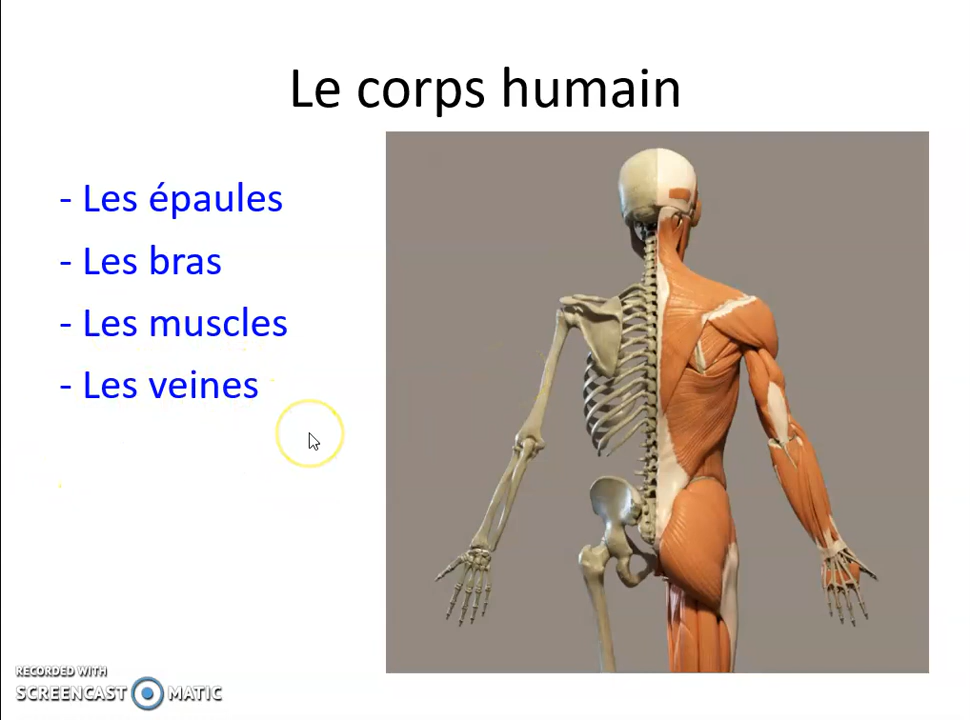 Le corps humain
- Les épaules
- Les bras
- Les muscles
- Les veines
RECORDED WITH
SCREENCAST MATIC